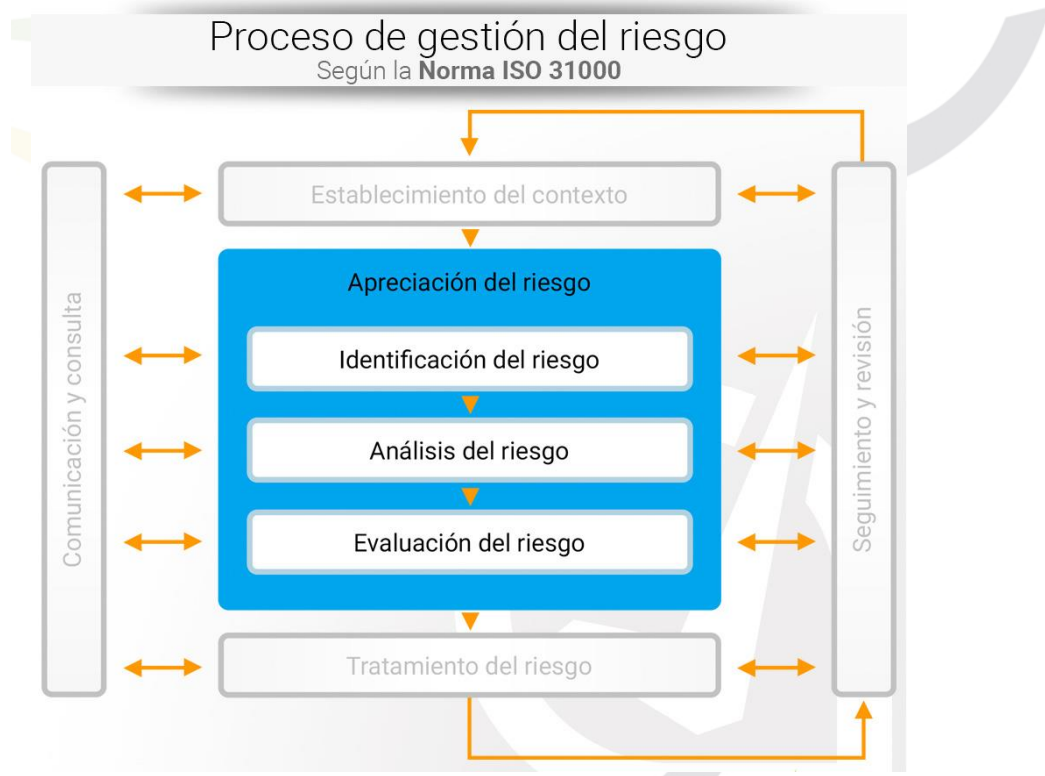 Proceso de gestión del riesgo
Según la Norma ISO 31000
Establecimiento del contexto
Comunicación y consulta
Apreciación del riesgo
Identificación del riesgo
Análisis del riesgo
Evaluación del riesgo
Seguimiento y revisión
Tratamiento del riesgo